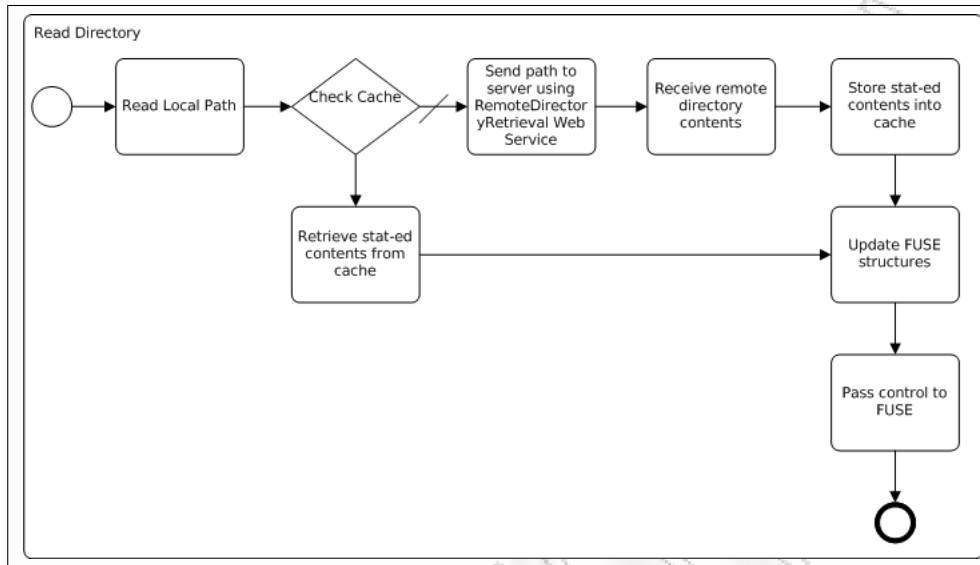 Read Directory
Read Local Path
Check Cache
Send path to
server using
RemoteDirector
yRetrieval Web
Service
Receive remote
directory
contents
Store stat-ed
contents into
cache
Retrieve stat-ed
contents from
cache
Update FUSE
structures
Pass control to
FUSE